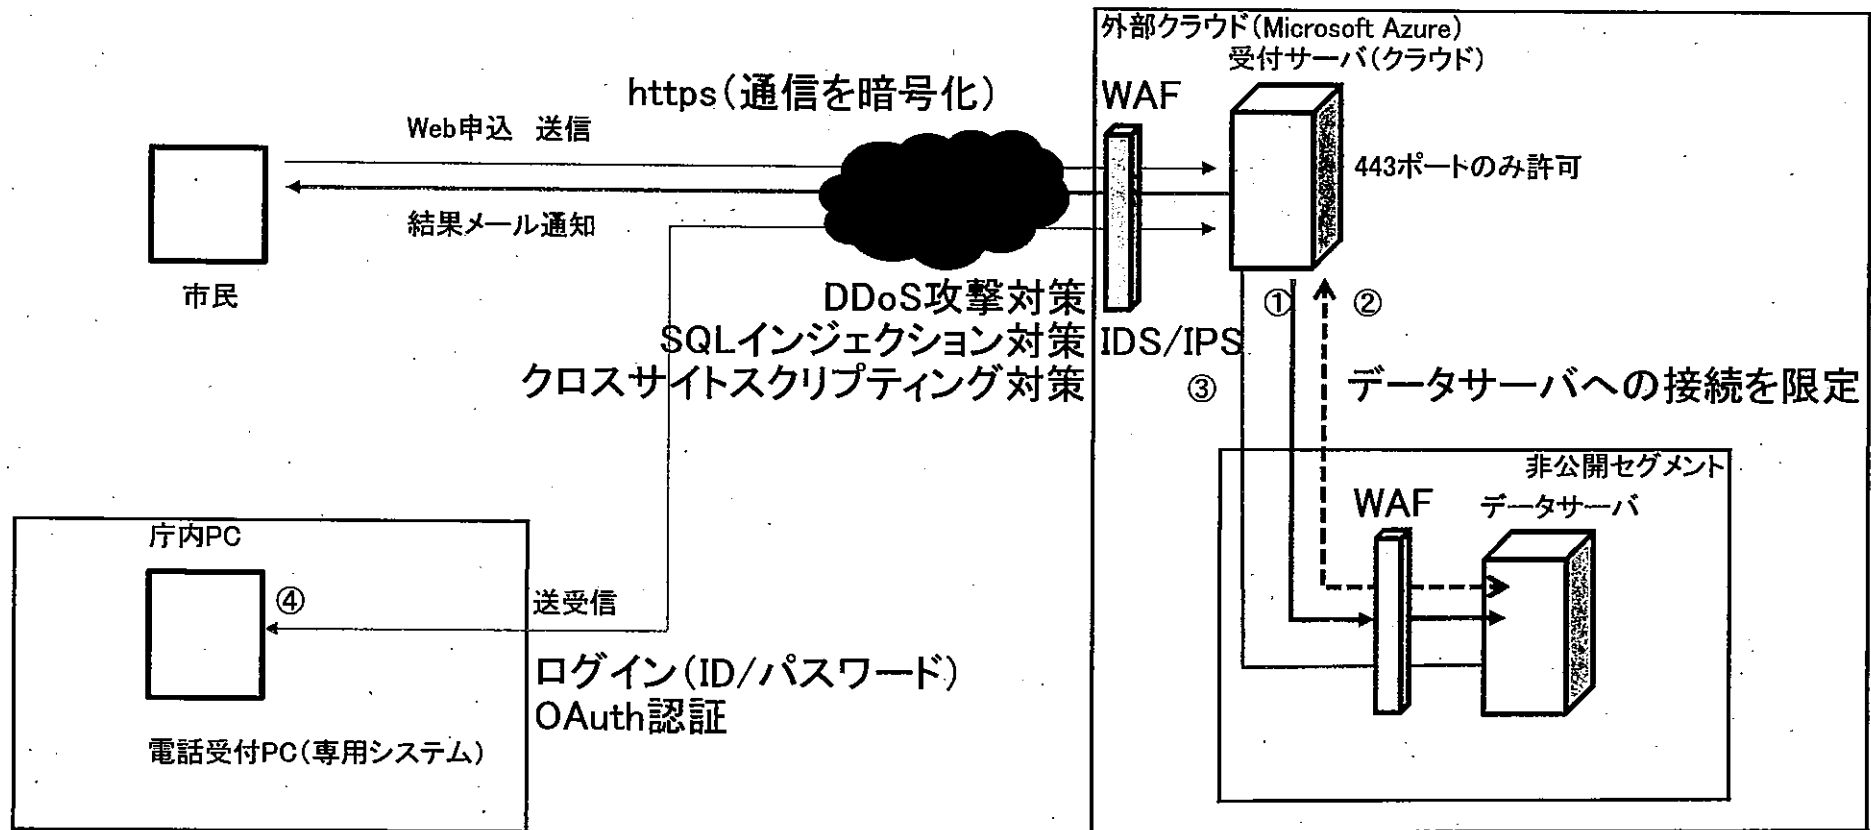 外部クラウド(Microsoft Azure)
受付サーバ(クラウド)
https(通信を暗号化)
WAF
Web申込 送信
443ポートのみ許可
結果メール通知
市民
DDoS攻撃対策
① ②
SQLインジェクション対策
IDS/IPS
クロスサイトスクリプティング対策
③
データサーバへの接続を限定
非公開セグメント
WAF
データサーバ
庁内PC
④
送受信
ログイン(ID/パスワード)
OAuth認証
電話受付PC(専用システム)